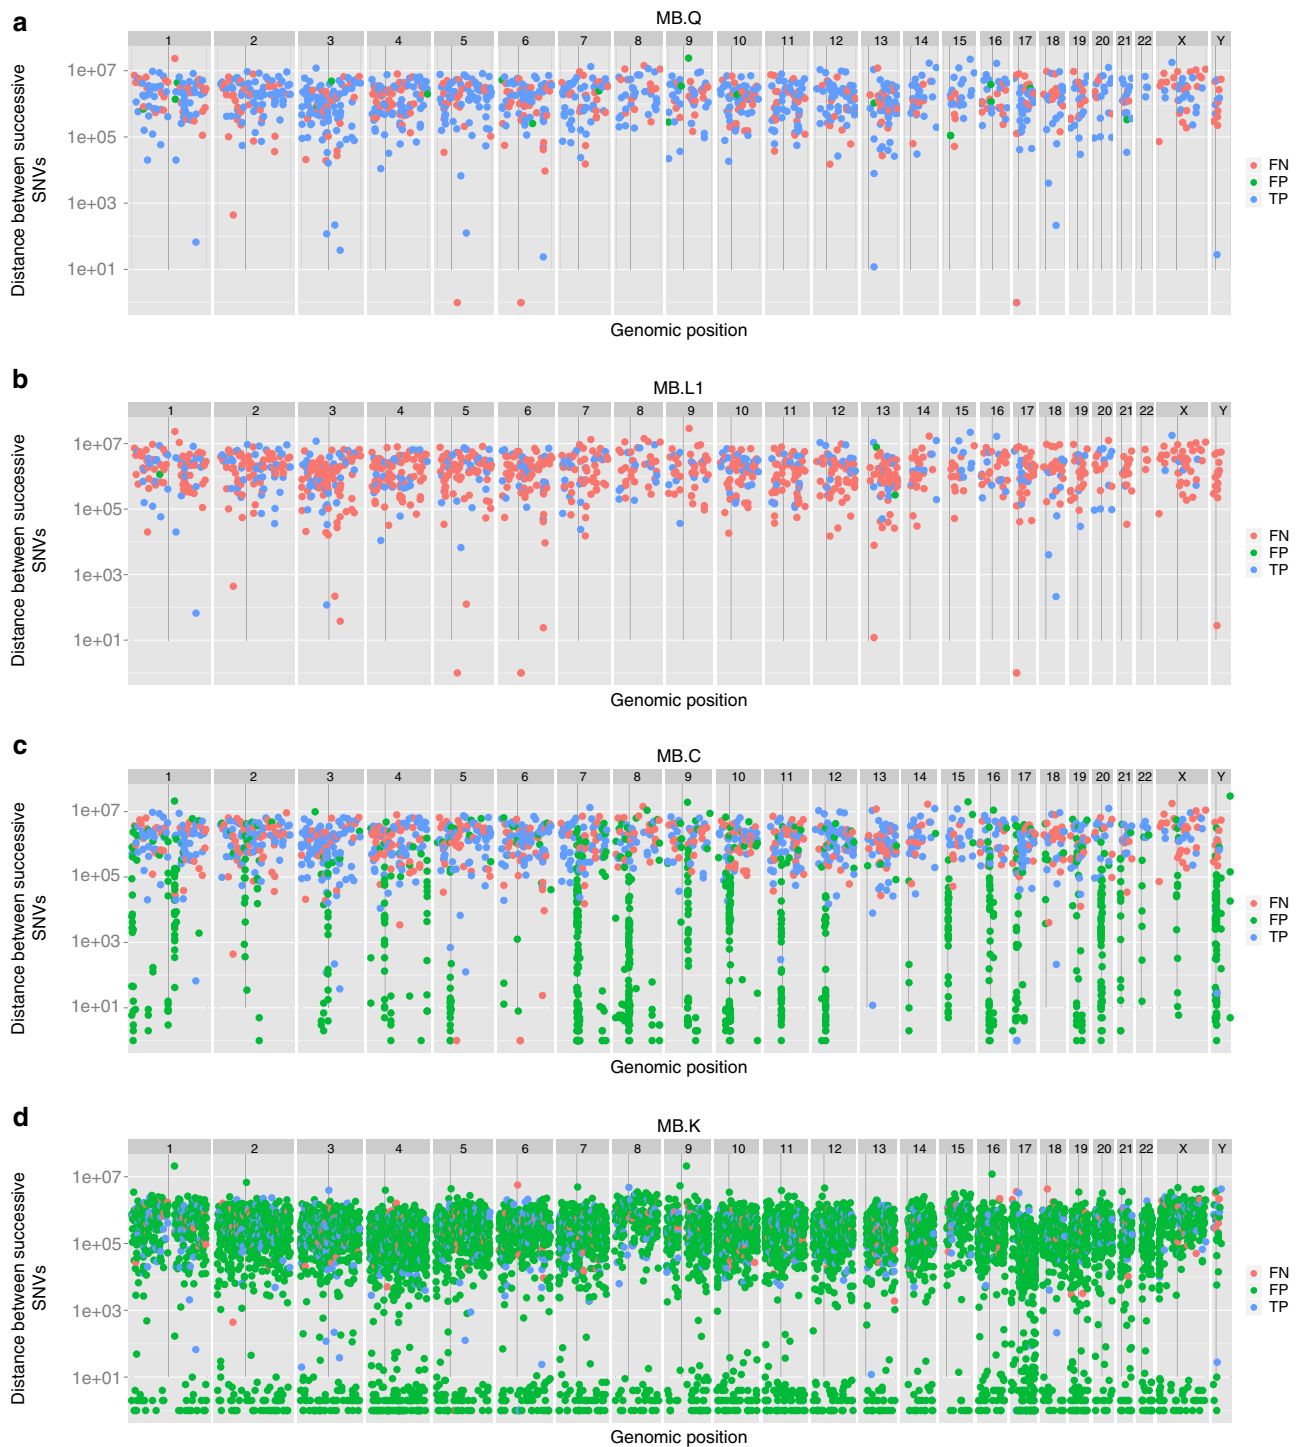 a
MB.Q
1 2 3 4 5 6 7 8 9 10 11 12 13 14 15 16 17 18 19 20 21 22 X Y
Distance between successive
SNVs
1e+07
1e+05
1e+03
1e+01
FN
FP
TP
Genomic position
b
MB.L1
1 2 3 4 5 6 7 8 9 10 11 12 13 14 15 16 17 18 19 20 21 22 X Y
Distance between successive
SNVs
1e+07
1e+05
1e+03
1e+01
FN
FP
TP
Genomic position
c
MB.C
1 2 3 4 5 6 7 8 9 10 11 12 13 14 15 16 17 18 19 20 21 22 X Y
Distance between successive
SNVs
1e+07
1e+05
1e+03
1e+01
FN
FP
TP
Genomic position
d
MB.K
1 2 3 4 5 6 7 8 9 10 11 12 13 14 15 16 17 18 19 20 21 22 X Y
Distance between successive
SNVs
1e+07
1e+05
1e+03
1e+01
FN
FP
TP
Genomic position